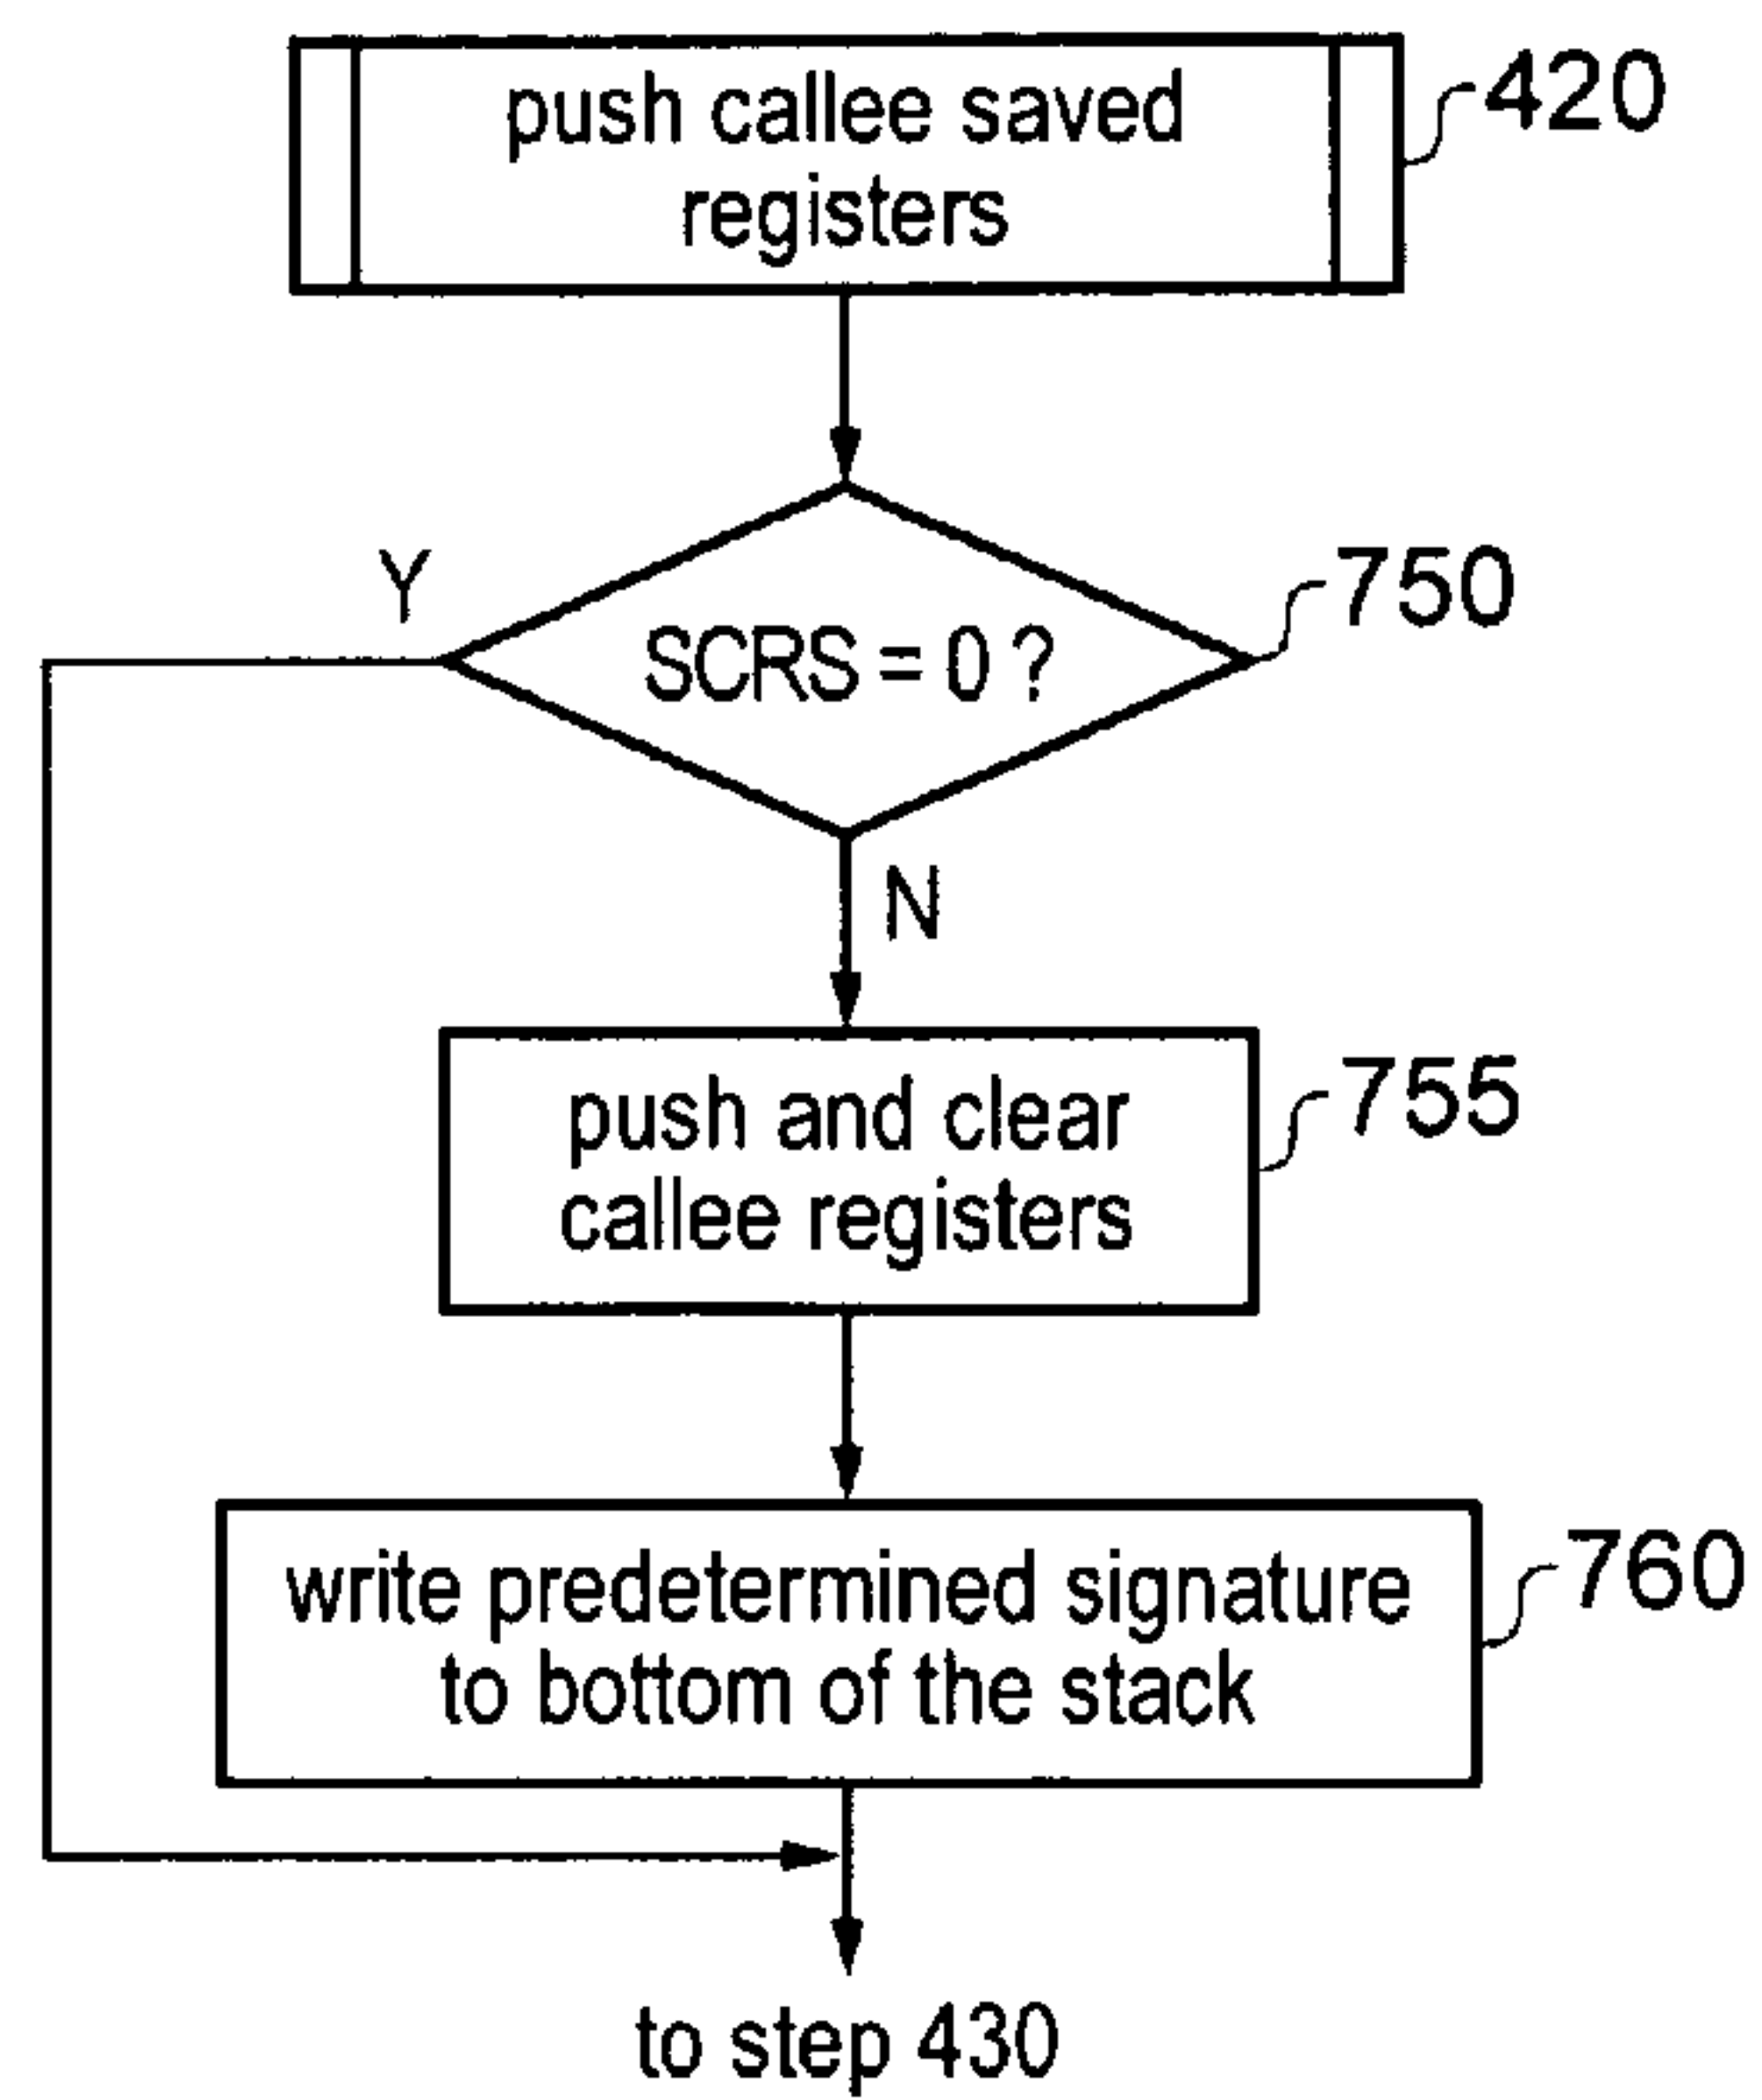 push callee saved
registers
420
Y
SCRS = 0 ?
750
N
push and clear
callee registers
755
write predetermined signature
to bottom of the stack
760
to step 430